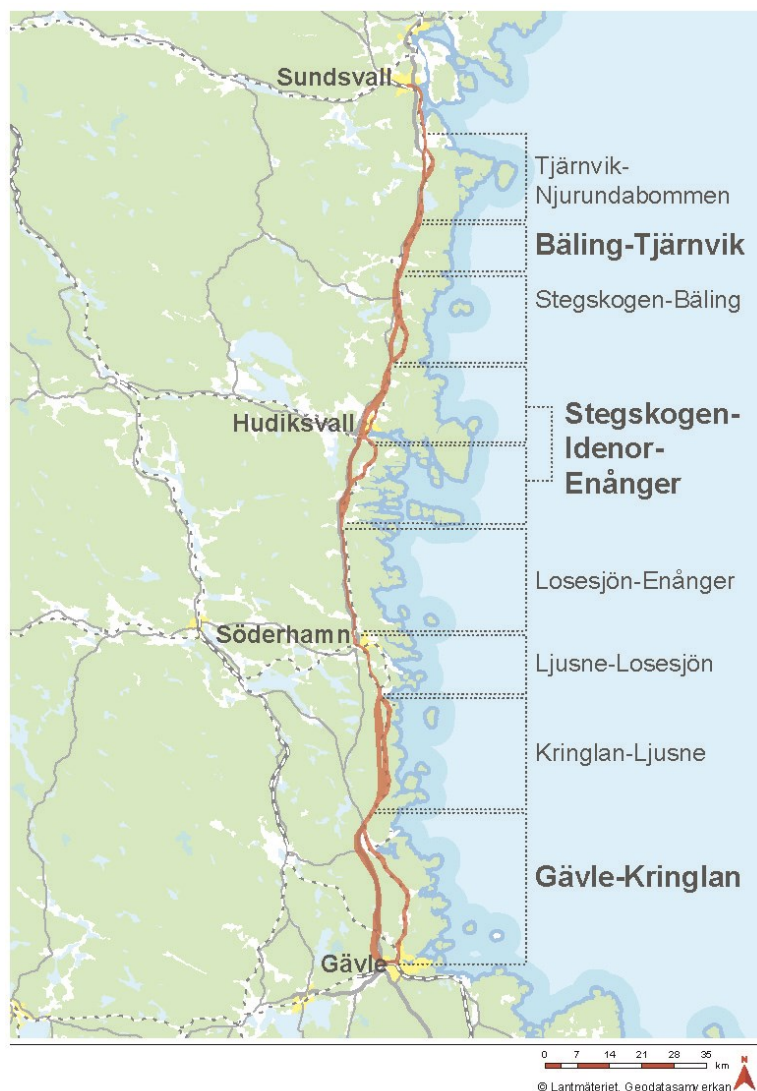 Sundsvall
Tjärnvik-
Njurundabommen
Bäling-Tjärnvik
Stegskogen-Bäling
Hudiksvall
Stegskogen-
Idenor-
Enånger
Losesjön-Enånger
Söderhamn
Ljusne-Losesjön
Kringlan-Ljusne
Gävle-Kringlan
Gävle
0 7 14 21 28 35
km
N
© Lantmäteriet, Geodatasamverkan